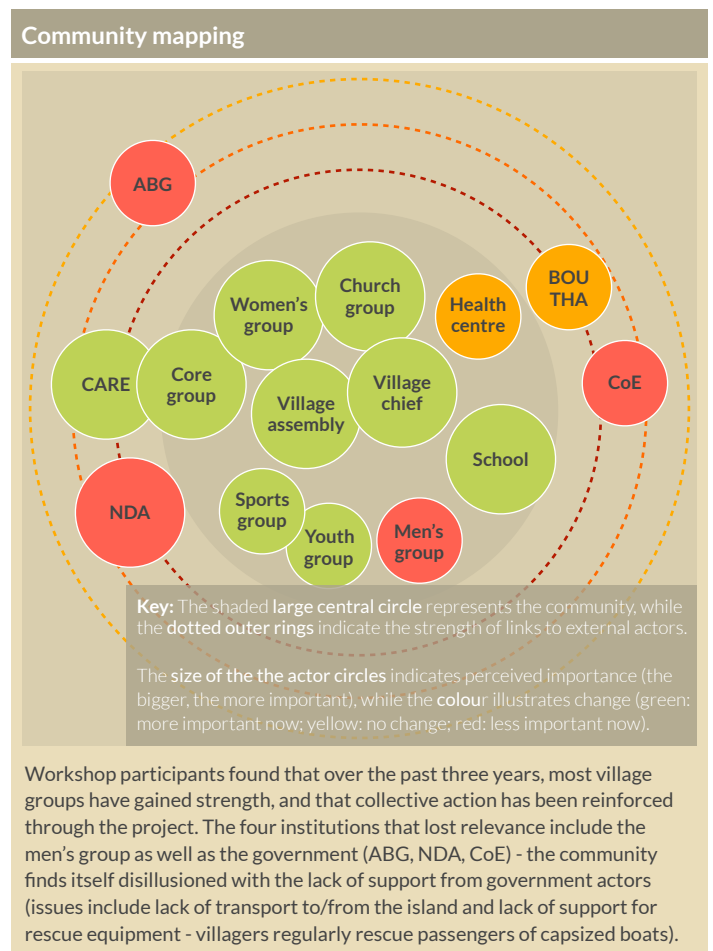 Community mapping
ABG
BOU
THA
Church
group
Women's
group
Health
centre
CARE
Core
group
Village
chief
CoE
Village
assembly
School
Sports
group
NDA
Youth
group
Men's
group
Key: The shaded large central circle represents the community, while
the dotted outer rings indicate the strength of links to external actors.
The size of the the actor circles indicates perceived importance (the
bigger, the more important), while the colour illustrates change (green:
more important now; yellow: no change; red: less important now).
Workshop participants found that over the past three years, most village
groups have gained strength, and that collective action has been reinforced
through the project. The four institutions that lost relevance include the
men's group as well as the government (ABG, NDA, CoE) - the community
finds itself disillusioned with the lack of support from government actors
(issues include lack of transport to/from the island and lack of support for
rescue equipment - villagers regularly rescue passengers of capsized boats).